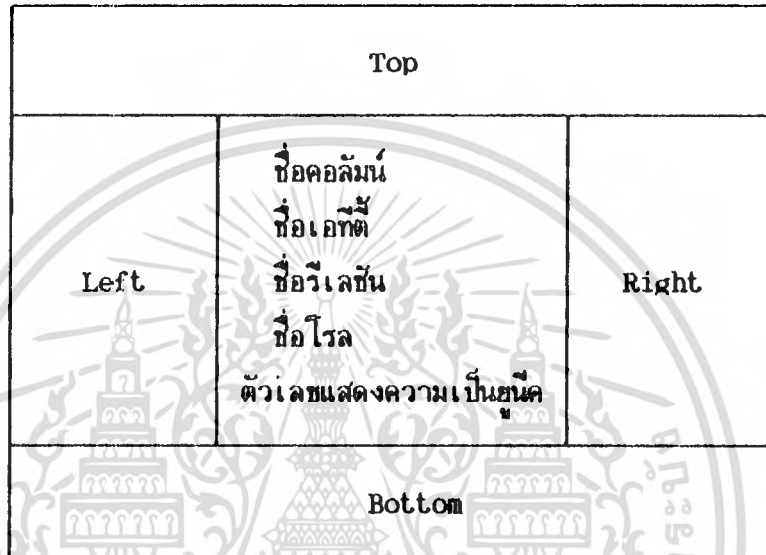 Top
Left
ชื่อคอลัมน์
ชื่อเอทีตี้
ชื่อรีเลชัน
ชื่อโรล
ตัวเลขแสดงความเป็นยูนีค
Right
Bottom